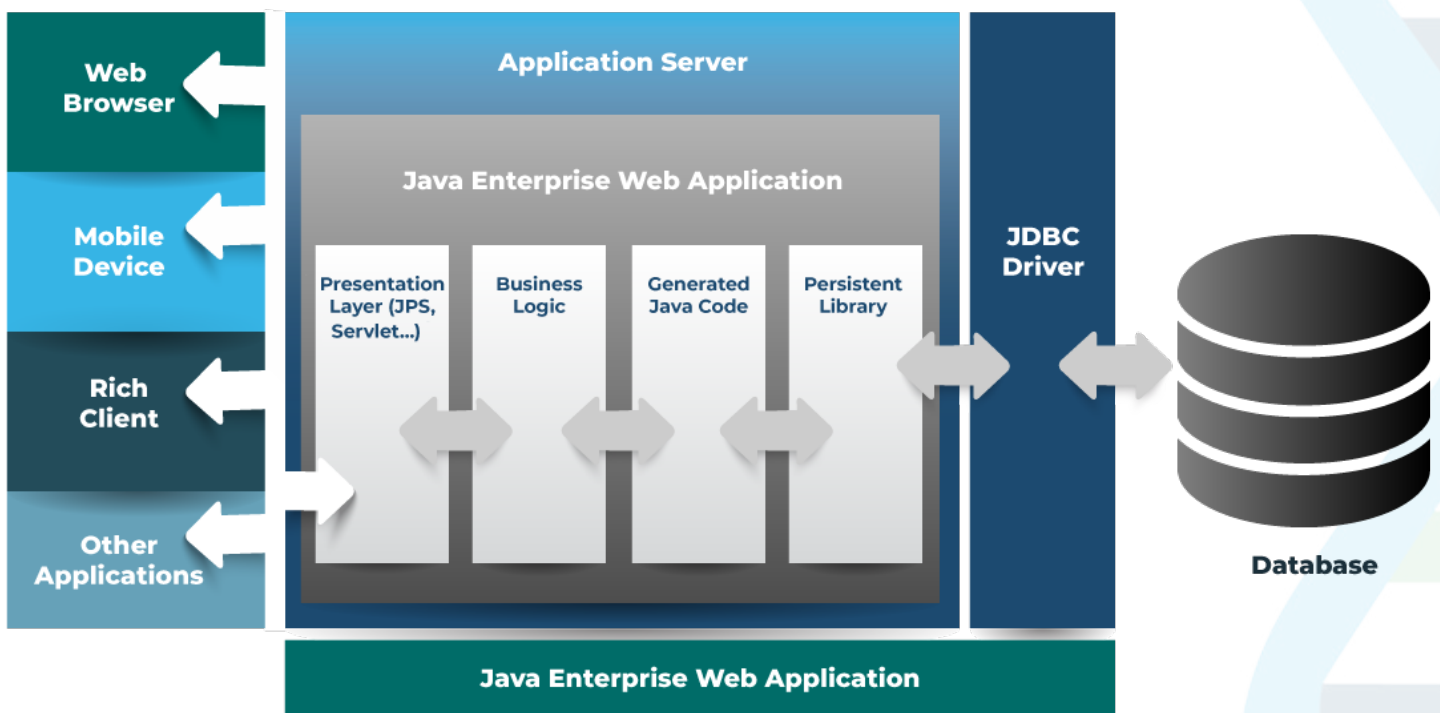 Web
Browser
Mobile
Device
Rich
Client
Other
Applications
Application Server
Java Enterprise Web Application
Presentation
Layer (JPS,
Servlet...)
Business
Logic
Generated
Java Code
Persistent
Library
JDBC
Driver
Database
Java Enterprise Web Application